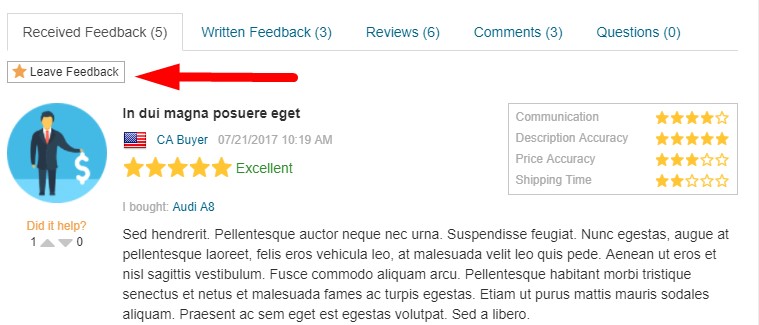 Received Feedback (5) Written Feedback (3) Reviews (6) Comments (3) Questions (0)
Leave Feedback
In dui magna posuere eget
CA Buyer 07/21/2017 10:19 AM
Excellent
Communication
Description Accuracy
Price Accuracy
Shipping Time
Did it help?
1 0
I bought: Audi A8
Sed hendrerit. Pellentesque auctor neque nec urna. Suspendisse feugiat. Nunc egestas, augue at
pellentesque laoreet, felis eros vehicula leo, at malesuada velit leo quis pede. Aenean ut eros et
nisl sagittis vestibulum. Fusce commodo aliquam arcu. Pellentesque habitant morbi tristique
senectus et netus et malesuada fames ac turpis egestas. Etiam ut purus mattis mauris sodales
aliquam. Praesent ac sem eget est egestas volutpat. Sed a libero.